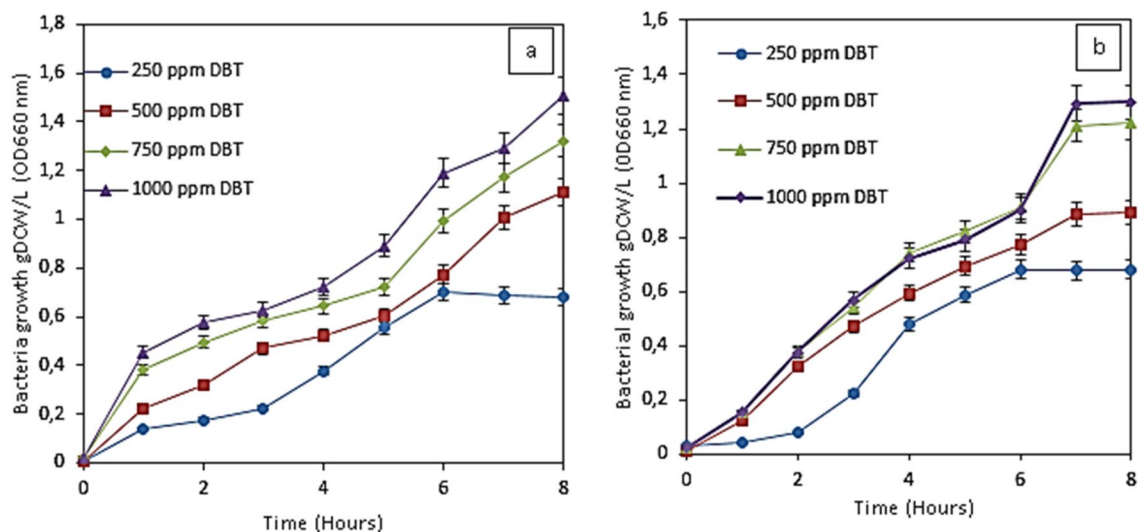 1,8
1,6
1,4
1,2
1
0,8
0,6
0,4
0,2
0
Bacteria growth gDCW/L (OD660 nm)
a
250 ppm DBT
500 ppm DBT
750 ppm DBT
1000 ppm DBT
0 2 4 6 8
Time (Hours)
1,6
1,4
1,2
1
0,8
0,6
0,4
0,2
0
Bacterial growth gDCW/L (OD660 nm)
b
250 ppm DBT
500 ppm DBT
750 ppm DBT
1000 ppm DBT
0 2 4 6 8
Time (Hours)